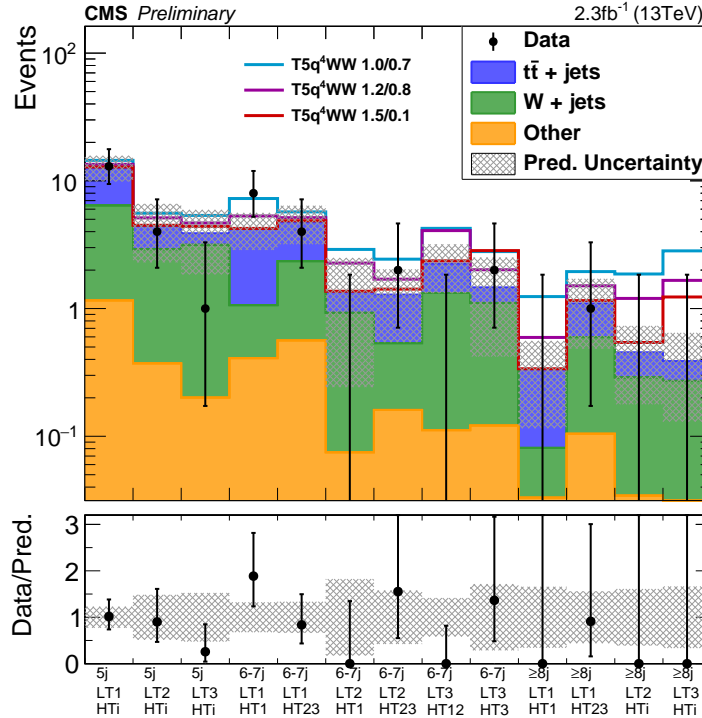 CMS Preliminary 2.3fb⁻¹ (13TeV)
Events
10²
10
1
10⁻¹
T5q⁴WW 1.0/0.7
T5q⁴WW 1.2/0.8
T5q⁴WW 1.5/0.1
Data
tt̄ + jets
W + jets
Other
Pred. Uncertainty
Data/Pred.
3
2
1
0
5j 5j 5j 6-7j 6-7j 6-7j 6-7j 6-7j 6-7j ≥8j ≥8j ≥8j ≥8j
LT1 LT2 LT3 LT1 LT1 LT2 LT2 LT3 LT3 LT1 LT1 LT2 LT3
HTi HTi HTi HT1 HT23 HT1 HT23 HT12 HT3 HT1 HT23 HTi HTi